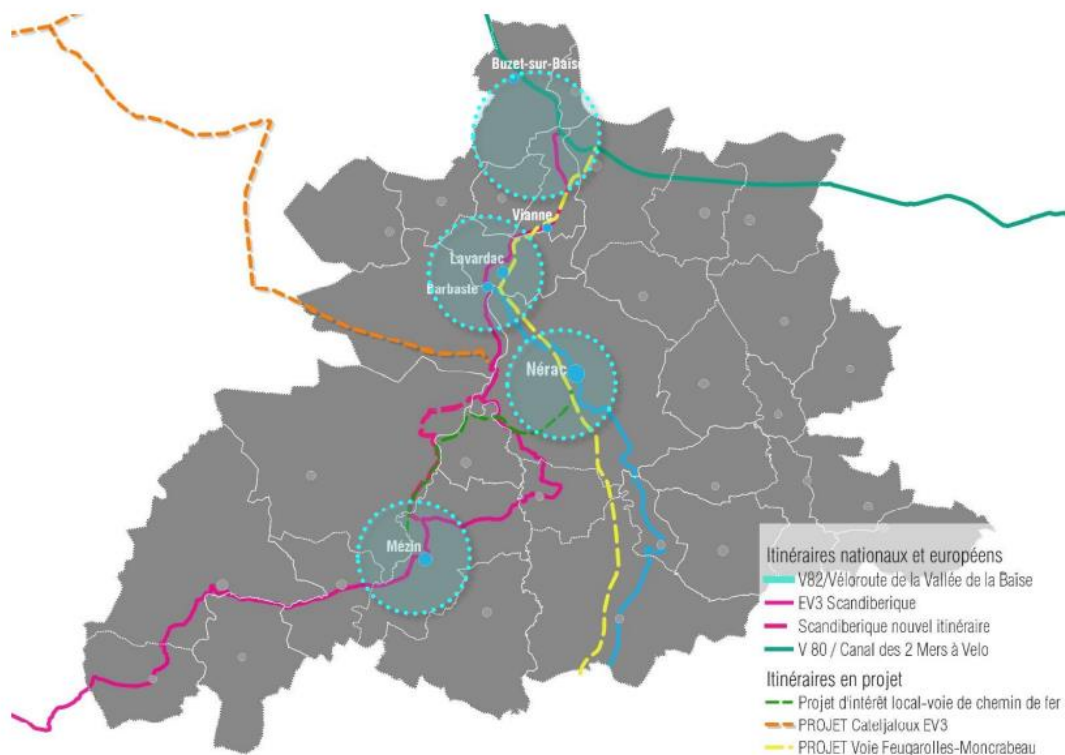 Buzet-sur-Baïse
Vianne
Lavardac
Barbaste
Nérac
Mézin
Itinéraires nationaux et européens
V82/Véloroute de la Vallée de la Baïse
EV3 Scandiberique
Scandiberique nouvel itinéraire
V 80 / Canal des 2 Mers à Velo
Itinéraires en projet
Projet d'intérêt local-voie de chemin de fer
PROJET Cateljaloux EV3
PROJET Voie Feugarolles-Moncrabeau